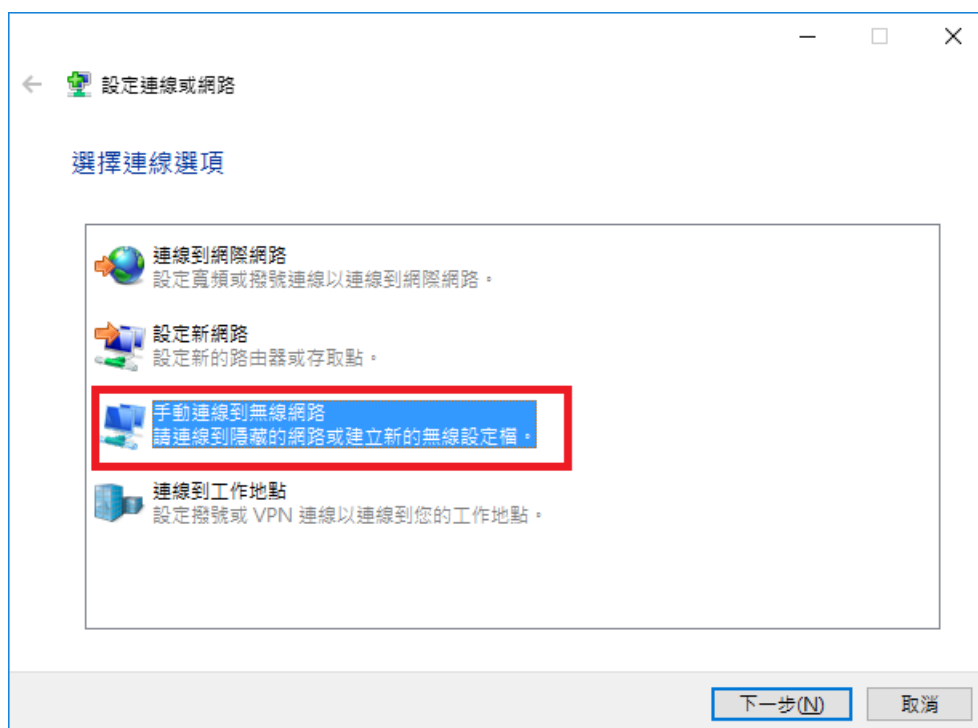 設定連線或網路
選擇連線選項
連線到網際網路
設定寬頻或撥號連線以連線到網際網路。
設定新網路
設定新的路由器或存取點。
手動連線到無線網路
請連線到隱藏的網路或建立新的無線設定檔。
連線到工作地點
設定撥號或 VPN 連線以連線到您的工作地點。
下一步(N)
取消